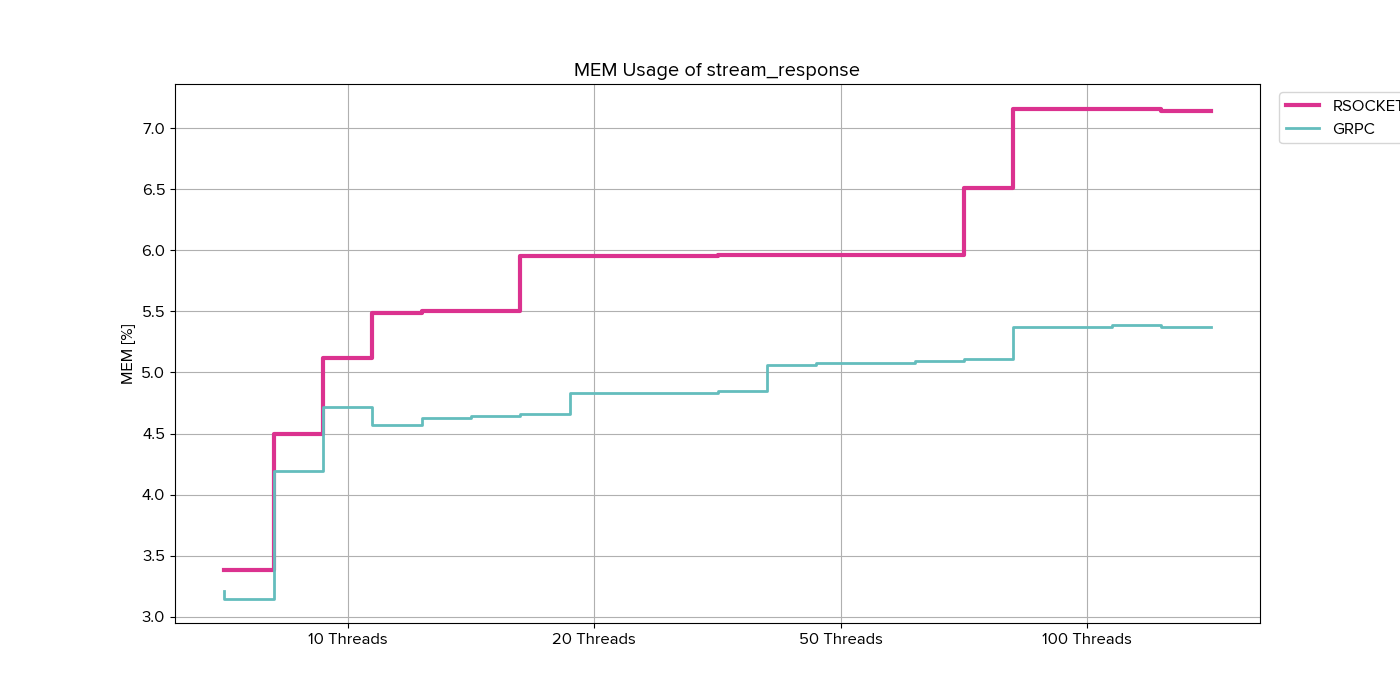 MEM Usage of stream_response
RSOCKET
GRPC
7.0
6.5
6.0
5.5
5.0
4.5
4.0
3.5
3.0
MEM [%]
10 Threads
20 Threads
50 Threads
100 Threads